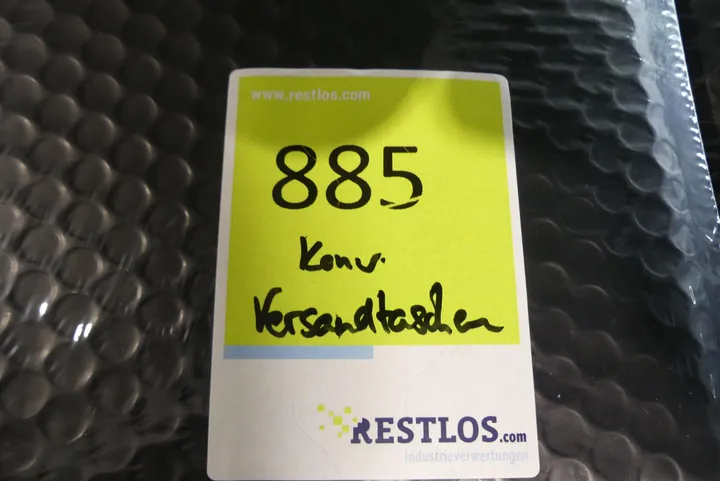 www.restlos.com
885
Konv.
Versandtaschen
RESTLOS.com
Industrieverwertungen